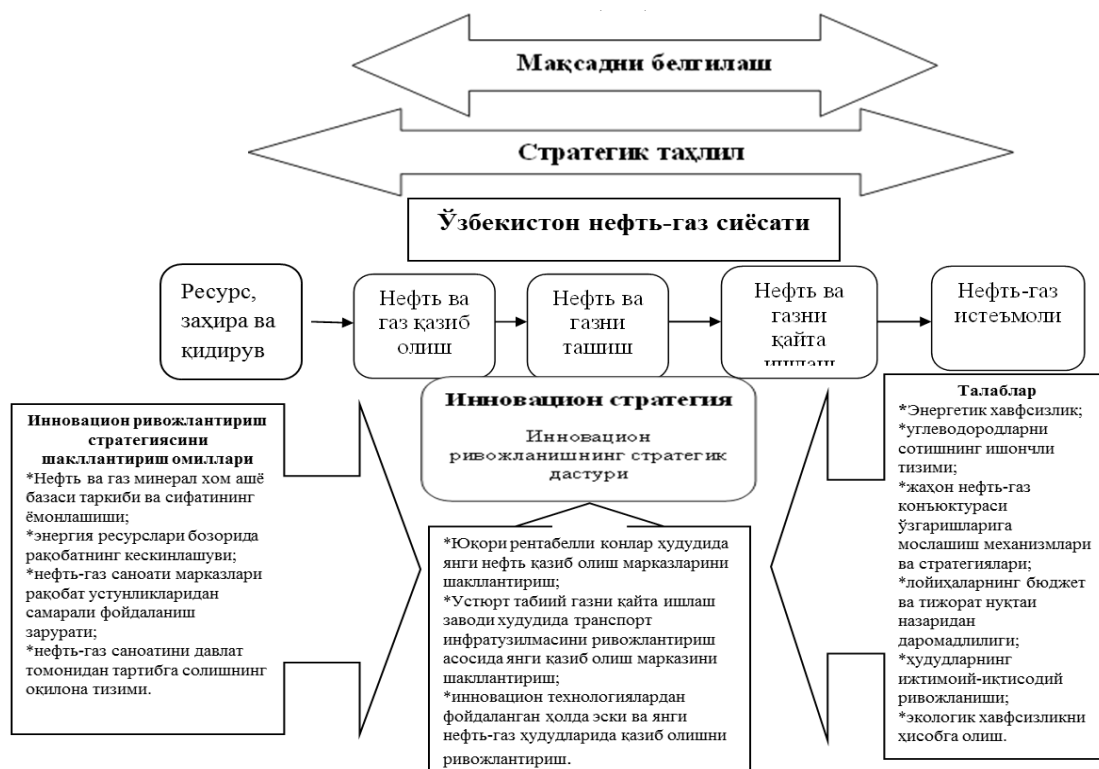 Мақсадни белгилаш
Стратегик таҳлил
Ўзбекистон нефть-газ сиёсати
Ресурс,
заҳира ва
қидирув
Нефть ва
газ қазиб
олиш
Нефть ва
газни
ташиш
Нефть ва
газни
қайта
ишлаш
Нефть-газ
истеъмоли
Инновацион ривожлантириш
стратегиясини
шакллантириш омиллари
*Нефть ва газ минерал хом ашё
базаси таркиби ва сифатининг
ёмонлашиши;
*энергия ресурслари бозорида
рақобатнинг кескинлашуви;
*нефть-газ саноати марказлари
рақобат устунликларидан
самарали фойдаланиш
зарурати;
*нефть-газ саноатини давлат
томонидан тартибга солишнинг
оқилона тизими.
Инновацион стратегия
Инновацион
ривожланишнинг стратегик
дастури
*Юқори рентабелли конлар ҳудудида
янги нефть қазиб олиш марказларини
шакллантириш;
*Устюрт табиий газни қайта ишлаш
заводи ҳудудида транспорт
инфратузилмасини ривожлантириш
асосида янги қазиб олиш марказини
шакллантириш;
*инновацион технологиялардан
фойдаланган ҳолда эски ва янги
нефть-газ ҳудудларида қазиб олишни
ривожлантириш.
Талаблар
*Энергетик хавфсизлик;
*углеводородларни
сотишнинг ишончли
тизими;
*жаҳон нефть-газ
конъюктураси
ўзгаришларига
мослашиш механизмлари
ва стратегиялари;
*лойиҳаларнинг бюджет
ва тижорат нуқтаи
назаридан
даромадлилиги;
*ҳудудларнинг
ижтимоий-иқтисодий
ривожланиши;
*экологик хавфсизликни
ҳисобга олиш.